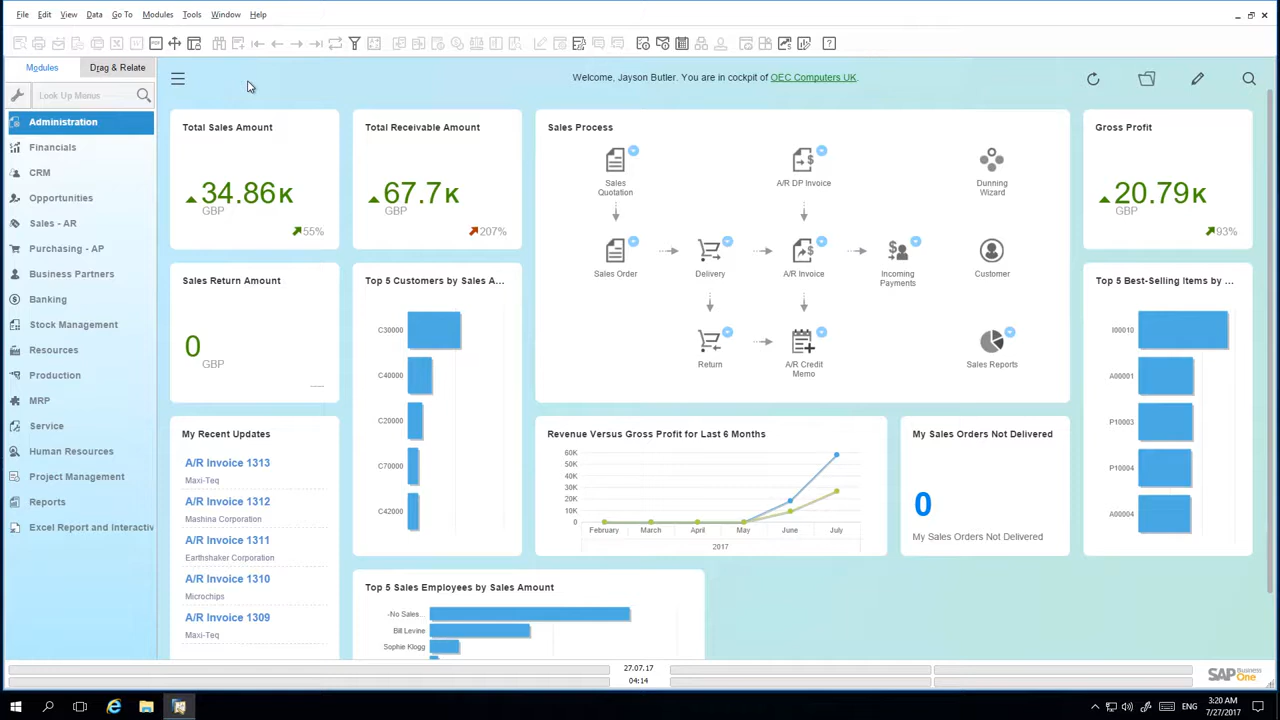 File Edit View Data Go To Modules Tools Window Help
Modules Drag & Relate
Look Up Menus
Administration
Financials
CRM
Opportunities
Sales - AR
Purchasing - AP
Business Partners
Banking
Stock Management
Resources
Production
MRP
Service
Human Resources
Project Management
Reports
Excel Report and Interactiv
Welcome, Jayson Butler. You are in cockpit of OEC Computers UK.
Total Sales Amount
34.86 K
GBP
55%
Total Receivable Amount
67.7 K
GBP
207%
Sales Process
Sales
Quotation
A/R DP Invoice
Dunning
Wizard
Sales Order
Delivery
A/R Invoice
Incoming
Payments
Customer
Return
A/R Credit
Memo
Sales Reports
Gross Profit
20.79 K
GBP
93%
Sales Return Amount
0
GBP
Top 5 Customers by Sales A...
C30000
C40000
C20000
C70000
C42000
Top 5 Best-Selling Items by ...
I00010
A00001
P10003
P10004
A00004
My Recent Updates
A/R Invoice 1313
Maxi-Teq
A/R Invoice 1312
Mashina Corporation
A/R Invoice 1311
Earthshaker Corporation
A/R Invoice 1310
Microchips
A/R Invoice 1309
Maxi-Teq
Revenue Versus Gross Profit for Last 6 Months
60K
50K
40K
30K
20K
10K
0
February March April May June July
2017
My Sales Orders Not Delivered
0
My Sales Orders Not Delivered
Top 5 Sales Employees by Sales Amount
-No Sales...
Bill Levine
Sophie Klogg
27.07.17
04:14
SAP Business One
ENG
3:20 AM
7/27/2017